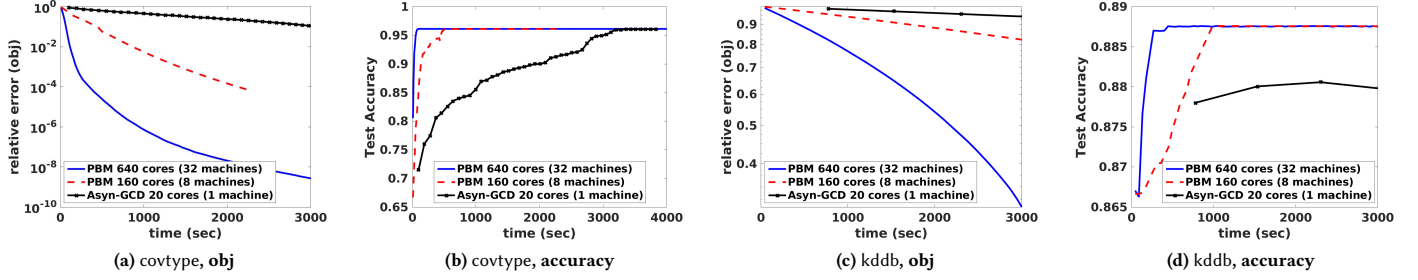 relative error (obj)
10^0
10^-2
10^-4
10^-6
10^-8
10^-10
PBM 640 cores (32 machines)
PBM 160 cores (8 machines)
Asyn-GCD 20 cores (1 machine)
0 1000 2000 3000
time (sec)
(a) covtype, obj
Test Accuracy
1
0.95
0.9
0.85
0.8
0.75
0.7
0.65
PBM 640 cores (32 machines)
PBM 160 cores (8 machines)
Asyn-GCD 20 cores (1 machine)
0 1000 2000 3000 4000
time (sec)
(b) covtype, accuracy
relative error (obj)
0.9
0.8
0.7
0.6
0.5
0.4
PBM 640 cores (32 machines)
PBM 160 cores (8 machines)
Asyn-GCD 20 cores (1 machine)
0 1000 2000 3000
time (sec)
(c) kddb, obj
Test Accuracy
0.89
0.885
0.88
0.875
0.87
0.865
PBM 640 cores (32 machines)
PBM 160 cores (8 machines)
Asyn-GCD 20 cores (1 machine)
0 1000 2000 3000
time (sec)
(d) kddb, accuracy